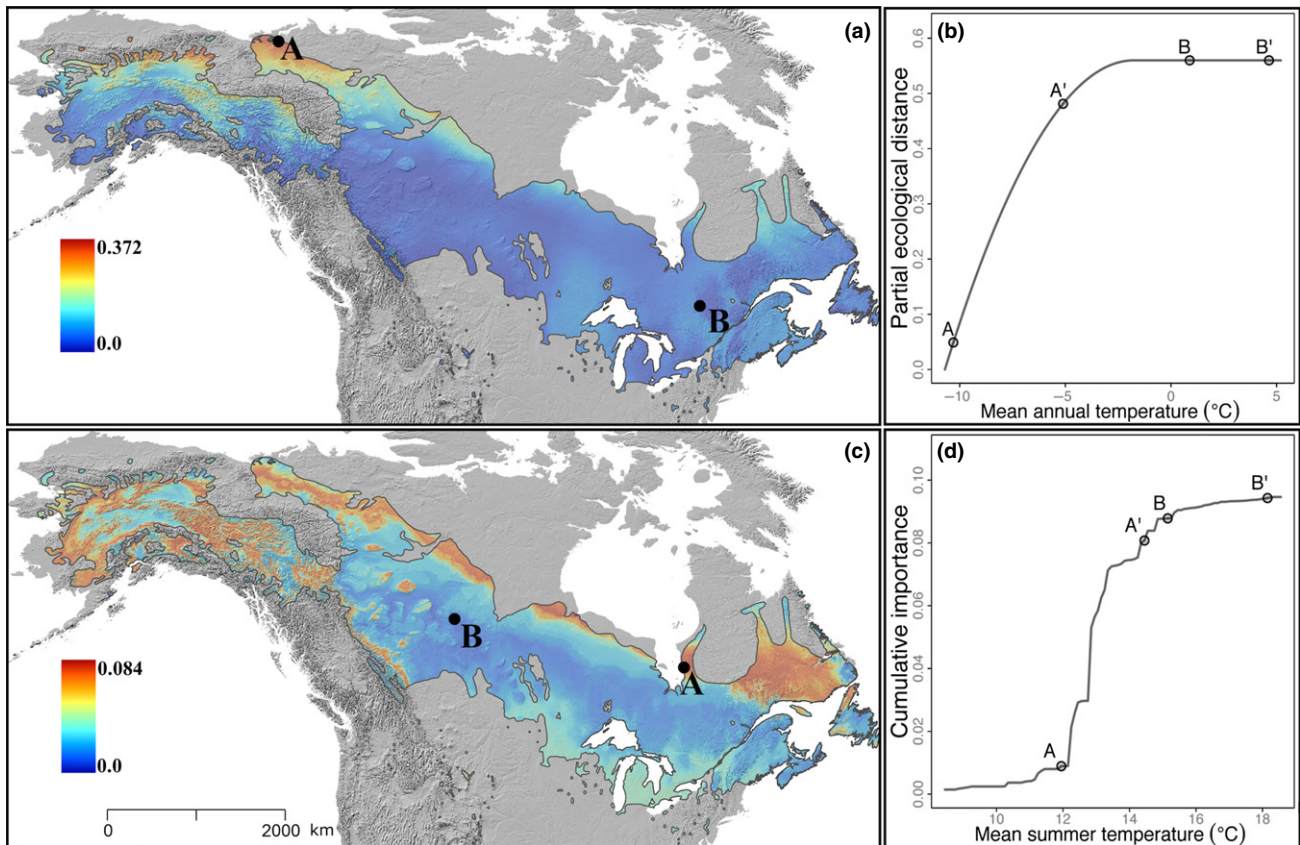 (a)
A
B
0.372
0.0
(b)
Partial ecological distance
0.6
0.5
0.4
0.3
0.2
0.1
0.0
A
A'
B
B'
−10
−5
0
5
Mean annual temperature (°C)
(c)
B
A
0.084
0.0
0
2000 km
(d)
Cumulative importance
0.10
0.08
0.06
0.04
0.02
0.00
A
A'
B
B'
10
12
14
16
18
Mean summer temperature (°C)